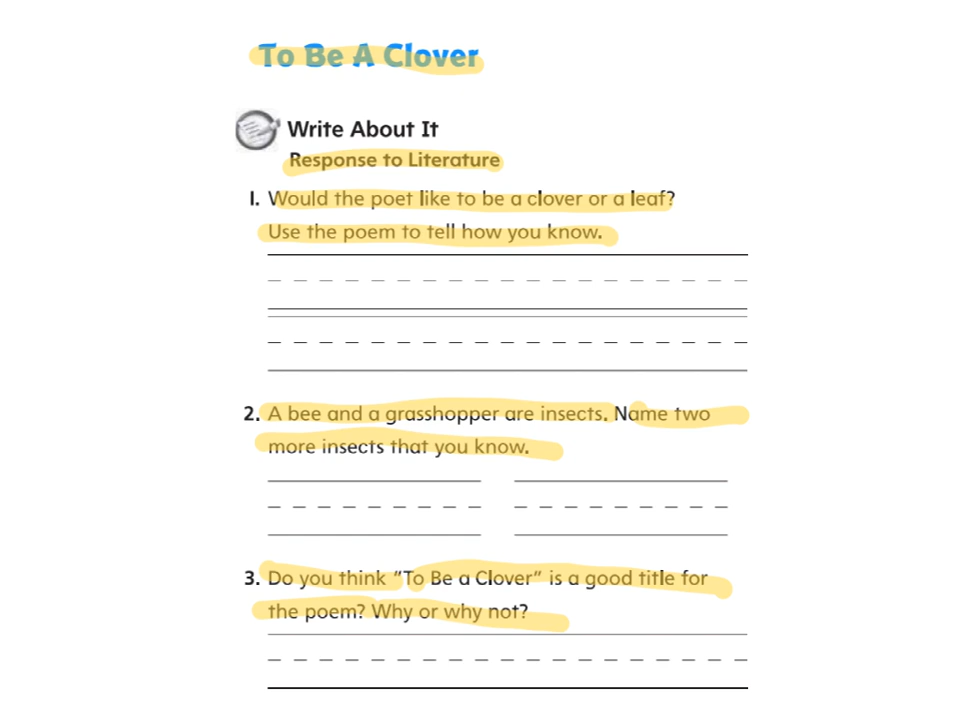 To Be A Clover
Write About It
Response to Literature
1. Would the poet like to be a clover or a leaf?
Use the poem to tell how you know.
2. A bee and a grasshopper are insects. Name two
more insects that you know.
3. Do you think “To Be a Clover” is a good title for
the poem? Why or why not?